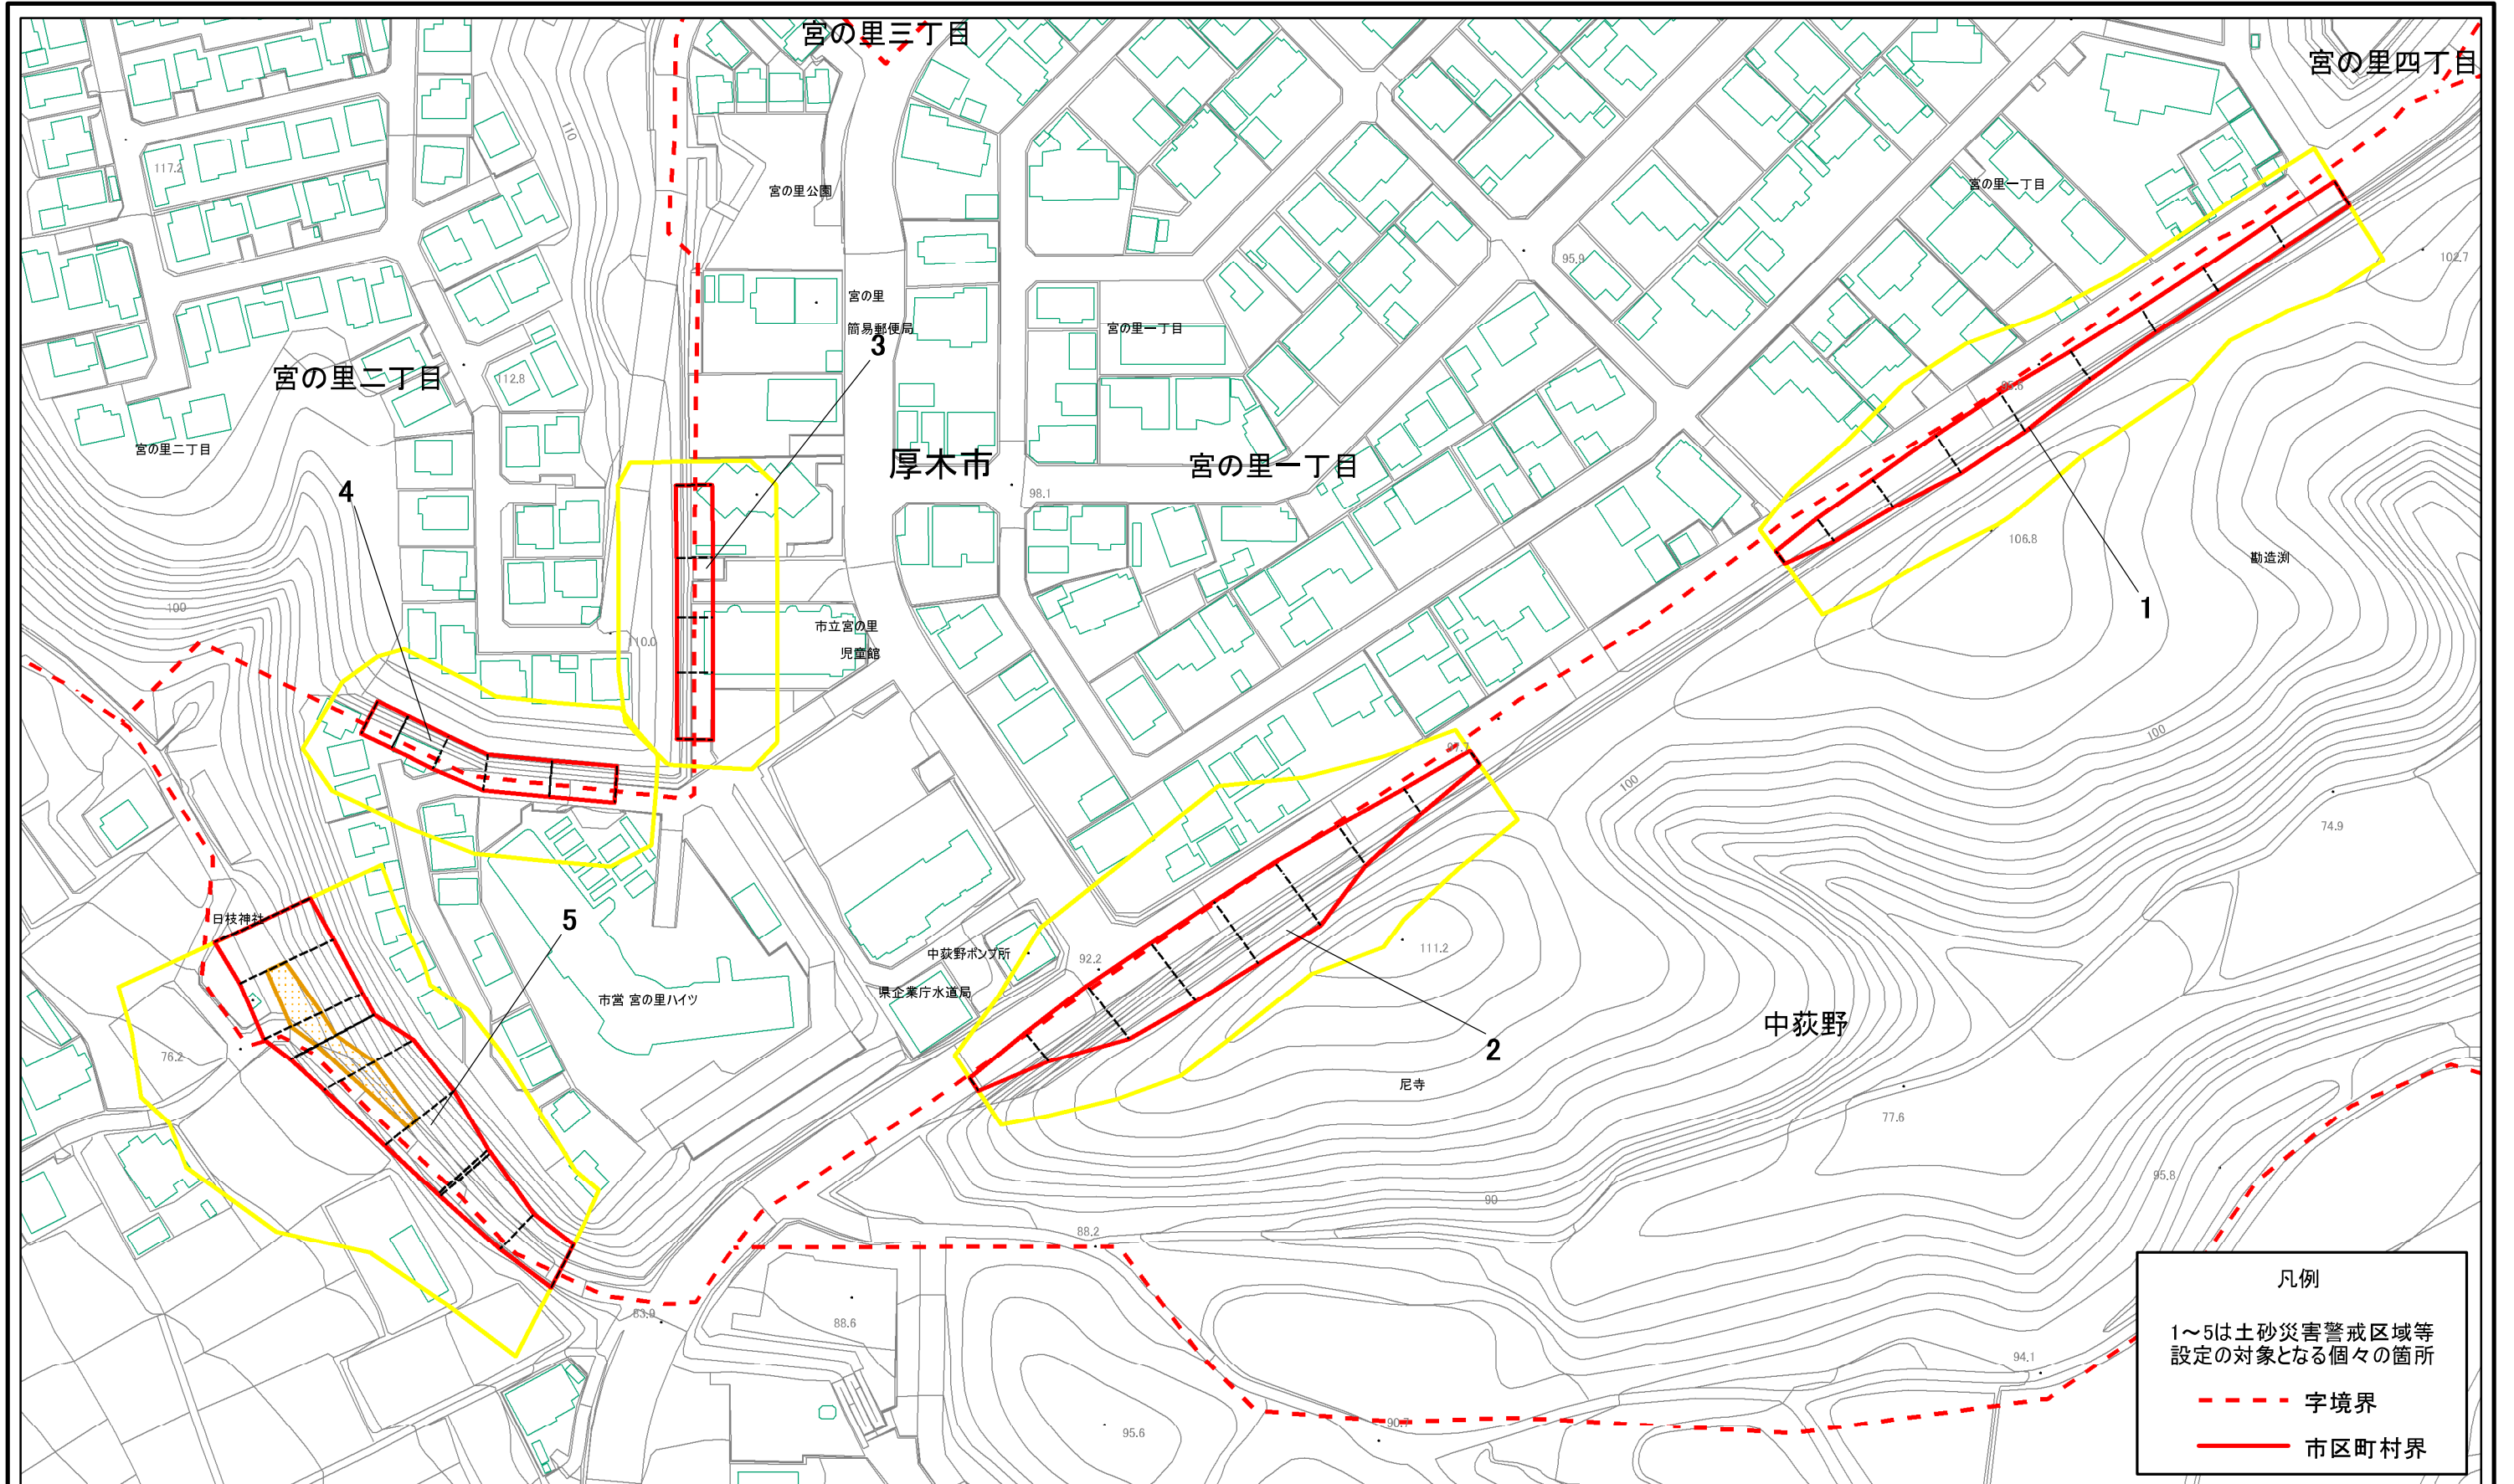 宮の里三丁目
宮の里四丁目
110
117.2
宮の里公園
宮の里一丁目
95.9
102.7
宮の里
簡易郵便局
3
宮の里一丁目
宮の里二丁目
112.8
宮の里二丁目
厚木市
宮の里一丁目
4
98.1
106.8
勘造渕
1
100
市立宮の里
児童館
110.0
100
97.7
100
74.9
日枝神社
5
中荻野ポンプ所
92.2
111.2
県企業庁水道局
市営 宮の里ハイツ
中荻野
2
76.2
尼寺
77.6
95.8
90
88.2
83.9
88.6
94.1
90.7
95.6
凡例
1～5は土砂災害警戒区域等
設定の対象となる個々の箇所
字境界
市区町村界